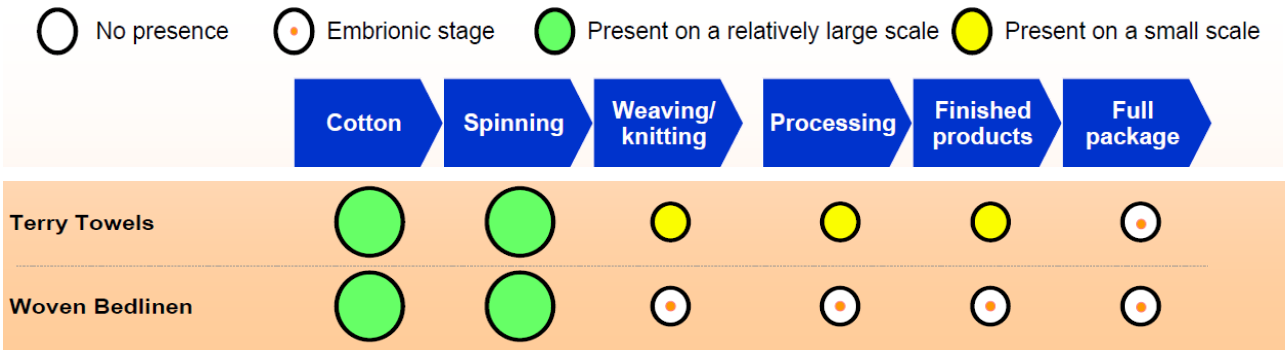 No presence
Embrionic stage
Present on a relatively large scale
Present on a small scale
Cotton
Spinning
Weaving/
knitting
Processing
Finished
products
Full
package
Terry Towels
Woven Bedlinen